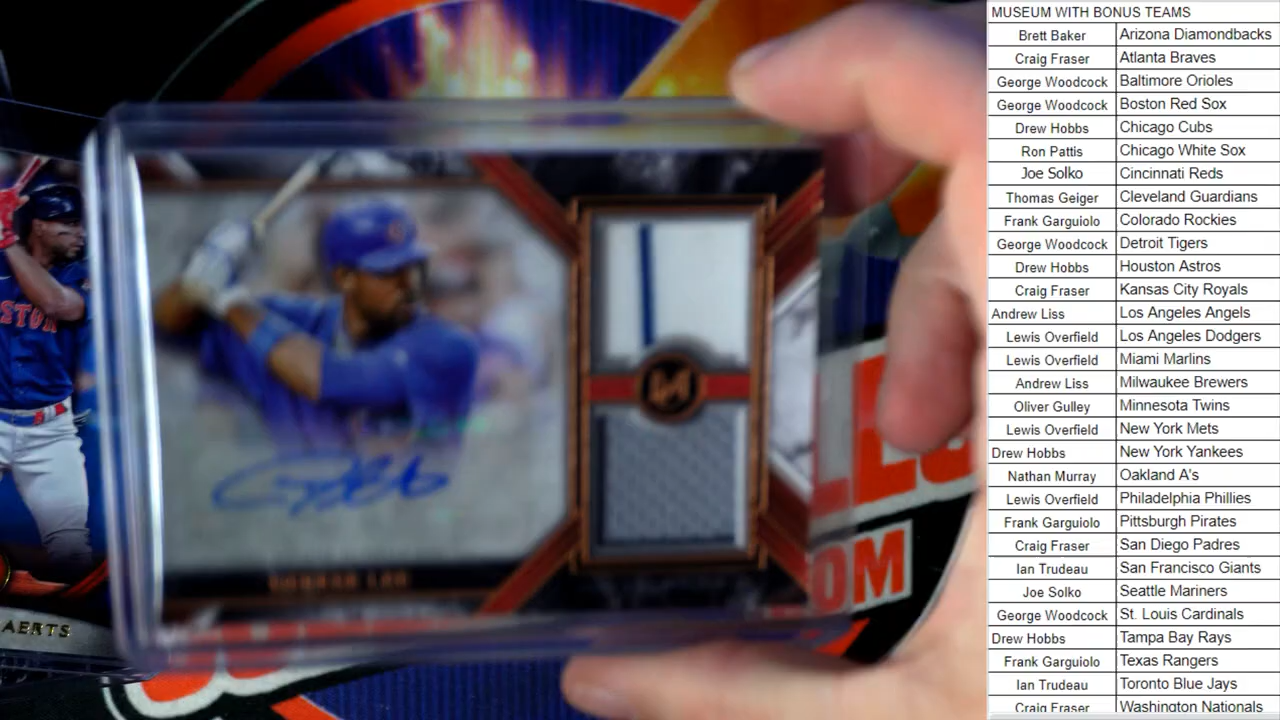 MUSEUM WITH BONUS TEAMS
Brett Baker Arizona Diamondbacks
Craig Fraser Atlanta Braves
George Woodcock Baltimore Orioles
George Woodcock Boston Red Sox
Drew Hobbs Chicago Cubs
Ron Pattis Chicago White Sox
Joe Solko Cincinnati Reds
Thomas Geiger Cleveland Guardians
Frank Garguiolo Colorado Rockies
George Woodcock Detroit Tigers
Drew Hobbs Houston Astros
Craig Fraser Kansas City Royals
Andrew Liss Los Angeles Angels
Lewis Overfield Los Angeles Dodgers
Lewis Overfield Miami Marlins
Andrew Liss Milwaukee Brewers
Oliver Gulley Minnesota Twins
Lewis Overfield New York Mets
Drew Hobbs New York Yankees
Nathan Murray Oakland A's
Lewis Overfield Philadelphia Phillies
Frank Garguiolo Pittsburgh Pirates
Craig Fraser San Diego Padres
Ian Trudeau San Francisco Giants
Joe Solko Seattle Mariners
George Woodcock St. Louis Cardinals
Drew Hobbs Tampa Bay Rays
Frank Garguiolo Texas Rangers
Ian Trudeau Toronto Blue Jays
Craig Fraser Washington Nationals
AERTS
OM